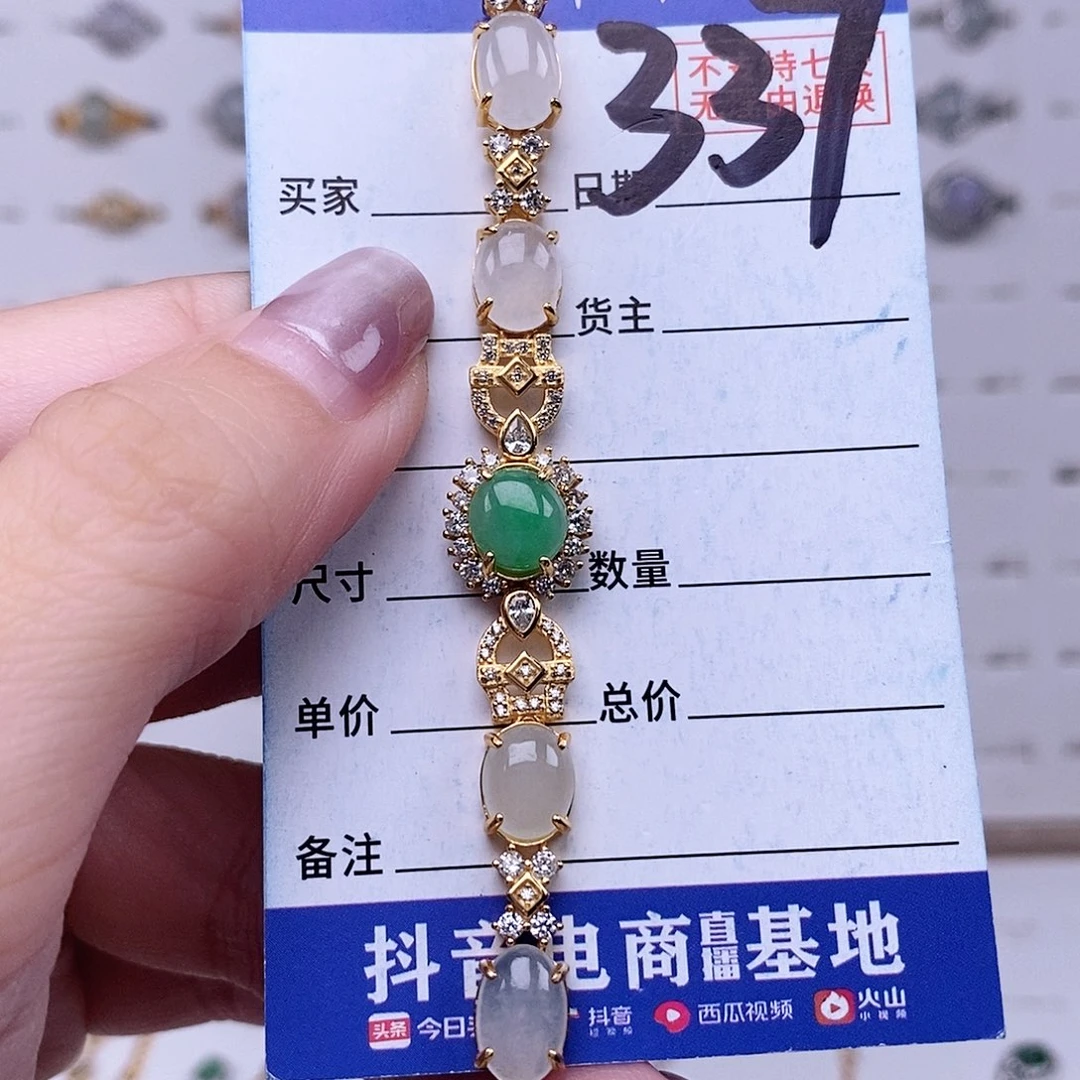 337
不支持七天
无理由退换
买家 日期
货主
尺寸 数量
单价 总价
备注
抖音电商直播基地
头条 今日头 抖音 西瓜视频 火山
小视频